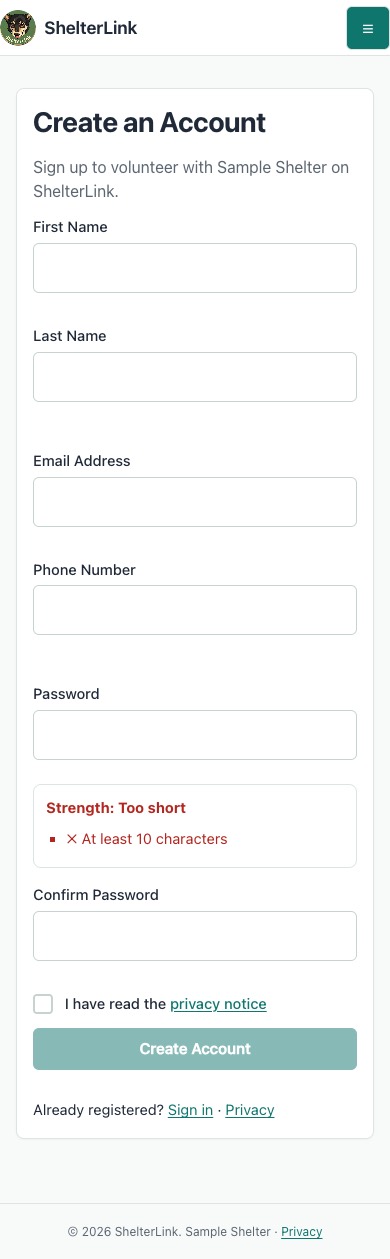 ShelterLink
≡
Create an Account
Sign up to volunteer with Sample Shelter on
ShelterLink.
First Name
Last Name
Email Address
Phone Number
Password
Strength: Too short
▪ ✕ At least 10 characters
Confirm Password
I have read the privacy notice
Create Account
Already registered? Sign in · Privacy
© 2026 ShelterLink. Sample Shelter · Privacy